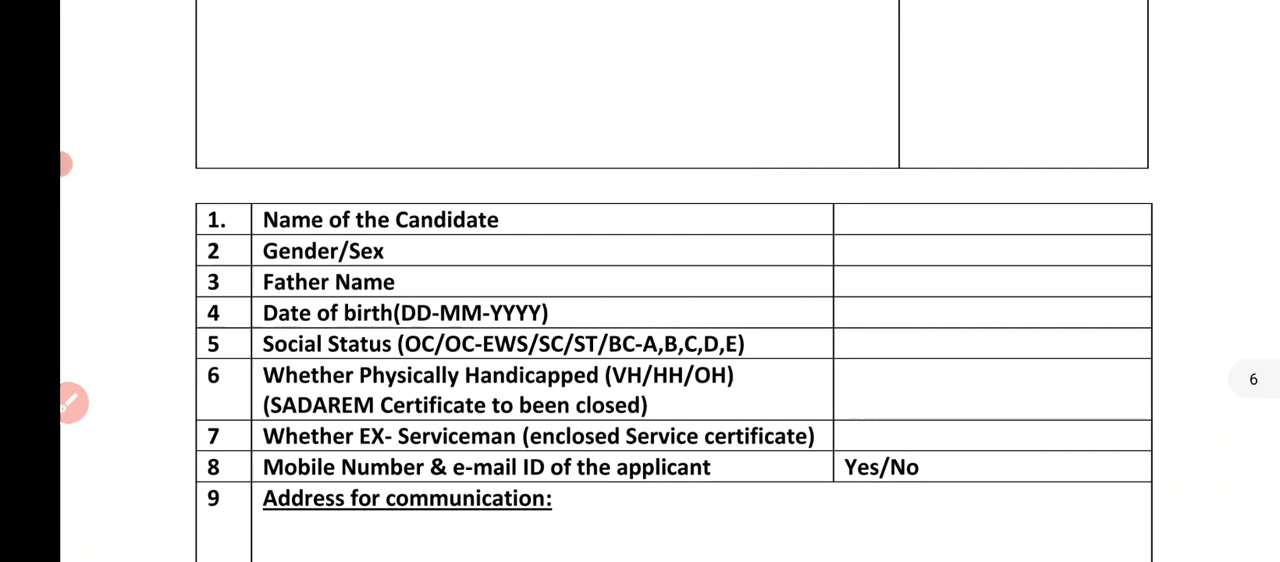 1. Name of the Candidate
2 Gender/Sex
3 Father Name
4 Date of birth(DD-MM-YYYY)
5 Social Status (OC/OC-EWS/SC/ST/BC-A,B,C,D,E)
6 Whether Physically Handicapped (VH/HH/OH)
(SADAREM Certificate to been closed)
6
7 Whether EX- Serviceman (enclosed Service certificate)
8 Mobile Number & e-mail ID of the applicant Yes/No
9 Address for communication: